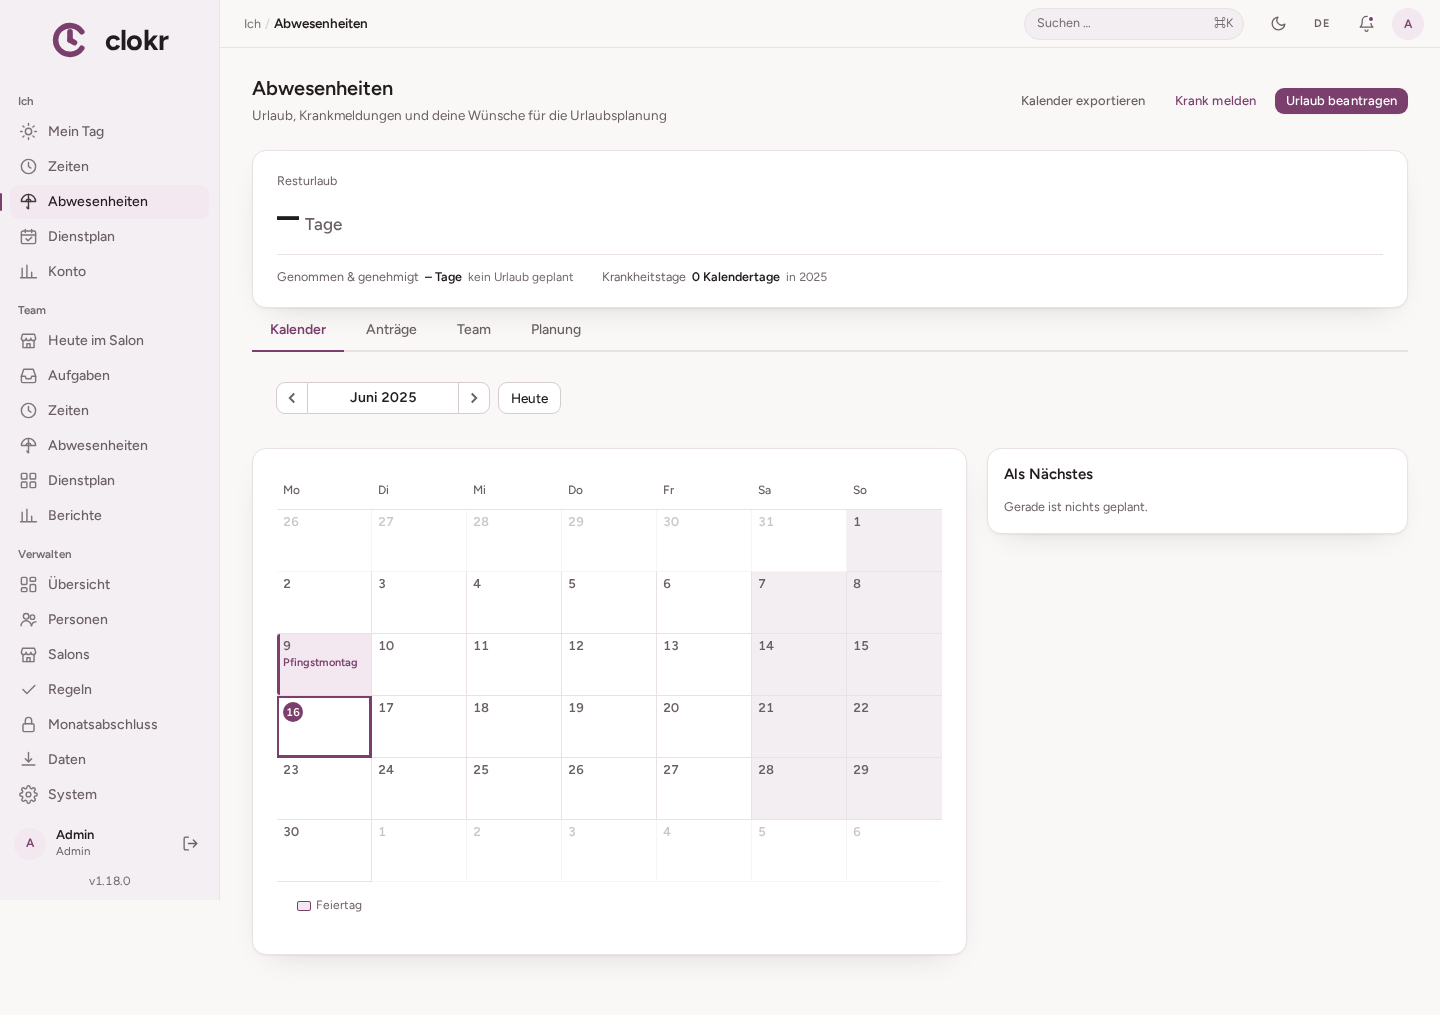 clokr
Ich / Abwesenheiten
Suchen ...
⌘K
DE
A
Ich
Mein Tag
Zeiten
Abwesenheiten
Dienstplan
Konto
Team
Heute im Salon
Aufgaben
Zeiten
Abwesenheiten
Dienstplan
Berichte
Verwalten
Übersicht
Personen
Salons
Regeln
Monatsabschluss
Daten
System
A
Admin
Admin
v1.18.0
Abwesenheiten
Urlaub, Krankmeldungen und deine Wünsche für die Urlaubsplanung
Kalender exportieren
Krank melden
Urlaub beantragen
Resturlaub
– Tage
Genommen & genehmigt – Tage kein Urlaub geplant Krankheitstage 0 Kalendertage in 2025
Kalender Anträge Team Planung
Juni 2025
Heute
Mo Di Mi Do Fr Sa So
26 27 28 29 30 31 1
2 3 4 5 6 7 8
9 10 11 12 13 14 15
Pfingstmontag
16 17 18 19 20 21 22
23 24 25 26 27 28 29
30 1 2 3 4 5 6
Feiertag
Als Nächstes
Gerade ist nichts geplant.